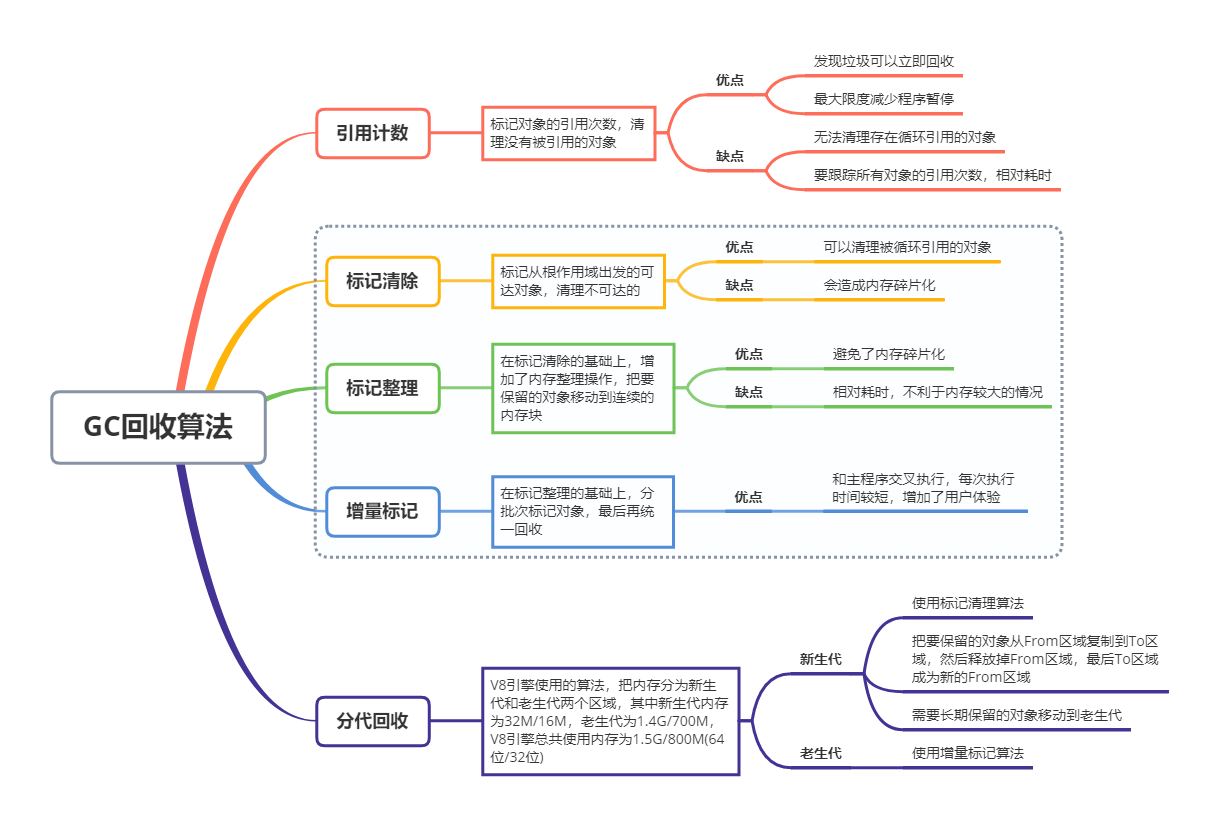 GC回收算法
引用计数
标记对象的引用次数，清
理没有被引用的对象
优点
发现垃圾可以立即回收
最大限度减少程序暂停
缺点
无法清理存在循环引用的对象
要跟踪所有对象的引用次数，相对耗时
标记清除
标记从根作用域出发的可
达对象，清理不可达的
优点
可以清理被循环引用的对象
缺点
会造成内存碎片化
标记整理
在标记清除的基础上，增
加了内存整理操作，把要
保留的对象移动到连续的
内存块
优点
避免了内存碎片化
缺点
相对耗时，不利于内存较大的情况
增量标记
在标记整理的基础上，分
批次标记对象，最后再统
一回收
优点
和主程序交叉执行，每次执行
时间较短，增加了用户体验
分代回收
V8引擎使用的算法，把内存分为新生
代和老生代两个区域，其中新生代内存
为32M/16M，老生代为1.4G/700M，
V8引擎总共使用内存为1.5G/800M(64
位/32位)
新生代
使用标记清理算法
把要保留的对象从From区域复制到To区
域，然后释放掉From区域，最后To区域
成为新的From区域
需要长期保留的对象移动到老生代
老生代
使用增量标记算法